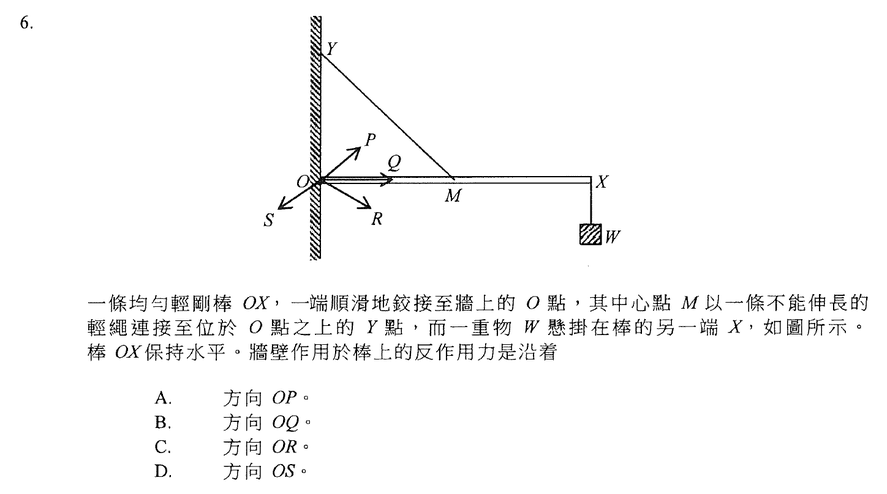 6.
Y
P
Q
O
M
X
S
R
W
一條均勻輕剛棒 OX,一端順滑地鉸接至牆上的 O 點,其中心點 M 以一條不能伸長的
輕繩連接至位於 O 點之上的 Y 點,而一重物 W 懸掛在棒的另一端 X,如圖所示。
棒 OX保持水平。牆壁作用於棒上的反作用力是沿着
A. 方向 OP。
B. 方向 OQ。
C. 方向 OR。
D. 方向 OS。